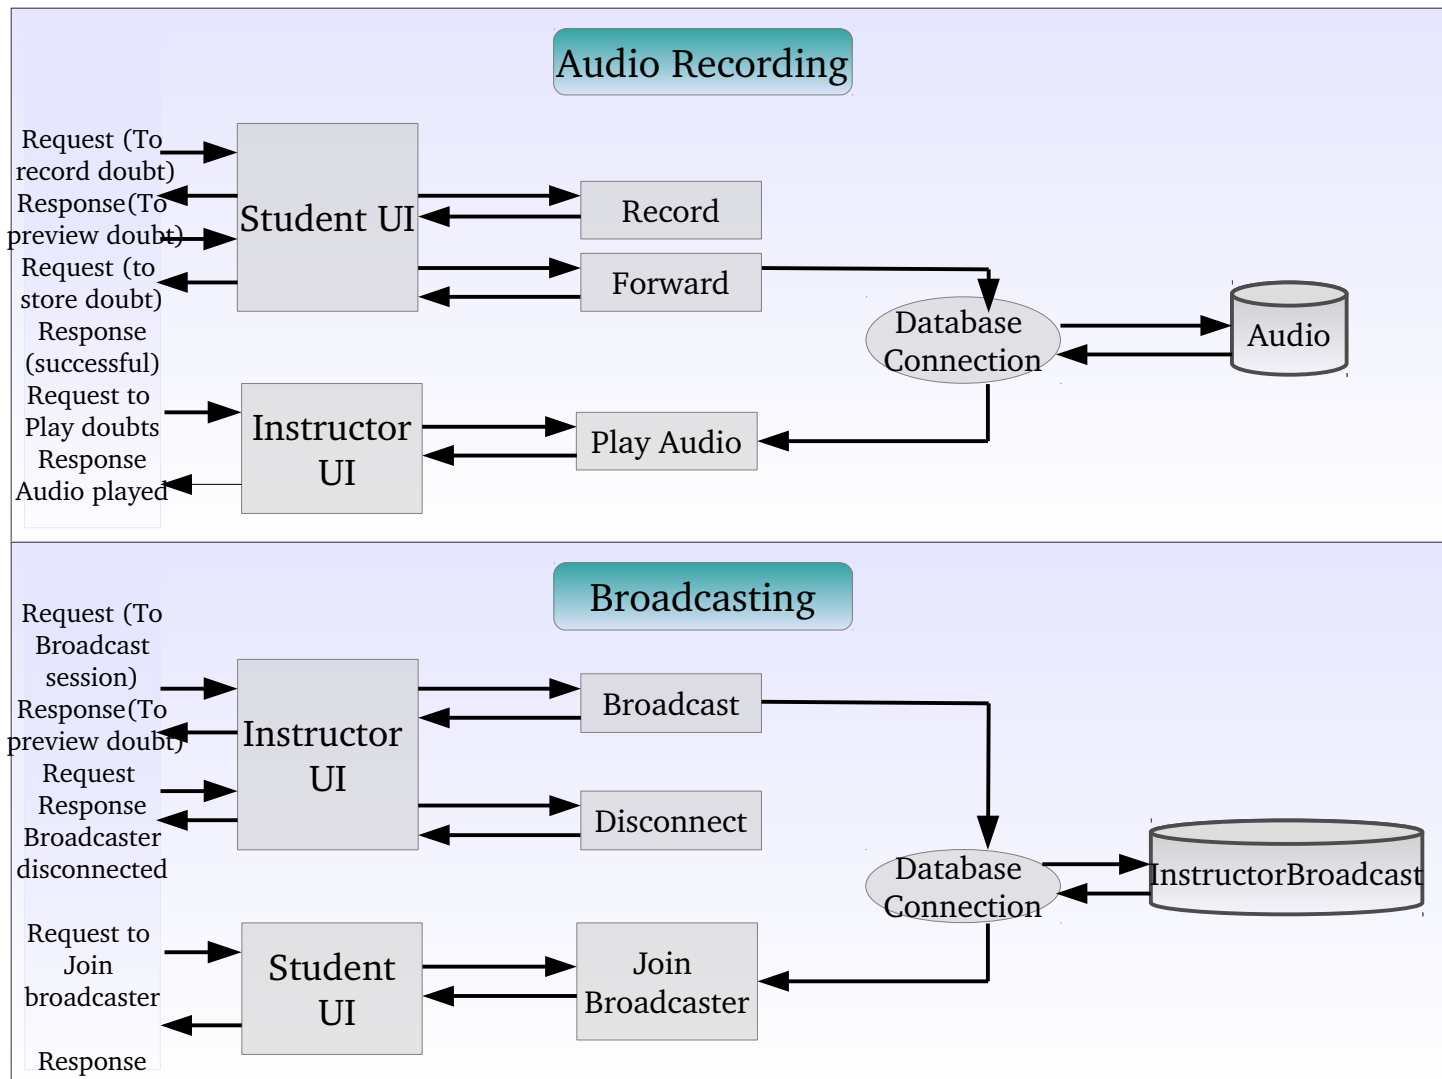 Audio Recording
Request (To
record doubt)
Response(To
preview doubt)
Request (to
store doubt)
Response
(successful)
Request to
Play doubts
Response
Audio played
Student UI
Record
Forward
Database
Connection
Audio
Instructor
UI
Play Audio
Broadcasting
Request (To
Broadcast
session)
Response(To
preview doubt)
Request
Response
Broadcaster
disconnected
Request to
Join
broadcaster
Response
Instructor
UI
Broadcast
Disconnect
Database
Connection
InstructorBroadcast
Student
UI
Join
Broadcaster